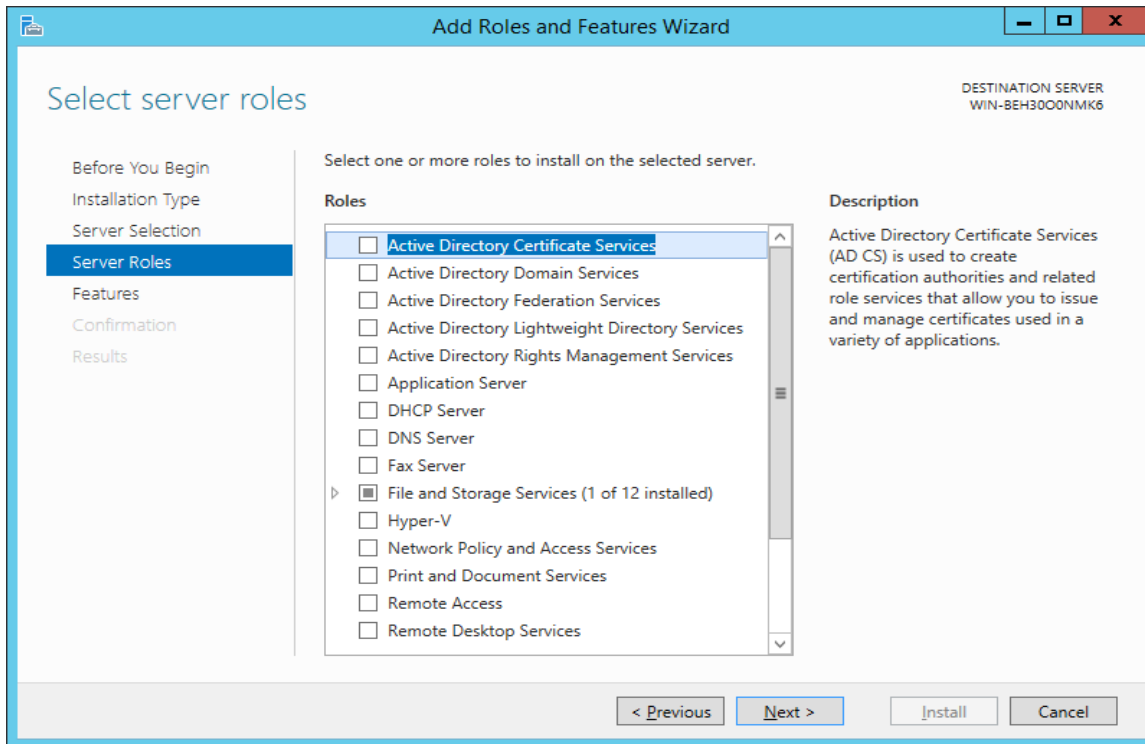 Add Roles and Features Wizard
Select server roles
DESTINATION SERVER
WIN-BEH30O0NMK6
Before You Begin
Installation Type
Server Selection
Server Roles
Features
Confirmation
Results
Select one or more roles to install on the selected server.
Roles
Active Directory Certificate Services
Active Directory Domain Services
Active Directory Federation Services
Active Directory Lightweight Directory Services
Active Directory Rights Management Services
Application Server
DHCP Server
DNS Server
Fax Server
File and Storage Services (1 of 12 installed)
Hyper-V
Network Policy and Access Services
Print and Document Services
Remote Access
Remote Desktop Services
Description
Active Directory Certificate Services
(AD CS) is used to create
certification authorities and related
role services that allow you to issue
and manage certificates used in a
variety of applications.
< Previous
Next >
Install
Cancel